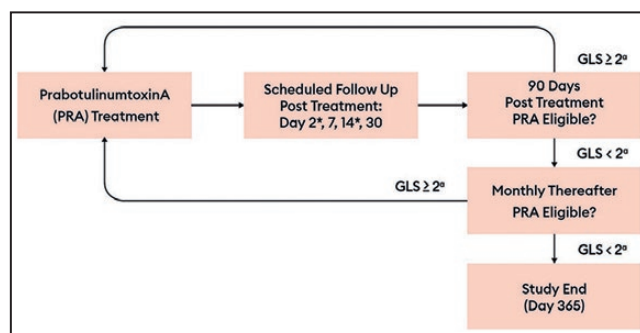 GLS ≥ 2ᵃ
PrabotulinumtoxinA
(PRA) Treatment
Scheduled Follow Up
Post Treatment:
Day 2*, 7, 14*, 30
90 Days
Post Treatment
PRA Eligible?
GLS < 2ᵃ
GLS ≥ 2ᵃ
Monthly Thereafter
PRA Eligible?
GLS < 2ᵃ
Study End
(Day 365)